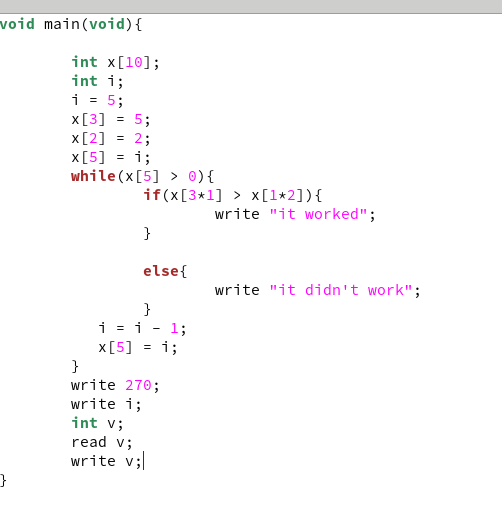 void main(void){
int x[10];
int i;
i = 5;
x[3] = 5;
x[2] = 2;
x[5] = i;
while(x[5] > 0){
if(x[3*1] > x[1*2]){
write "it worked";
}
else{
write "it didn't work";
}
i = i - 1;
x[5] = i;
}
write 270;
write i;
int v;
read v;
write v;
}